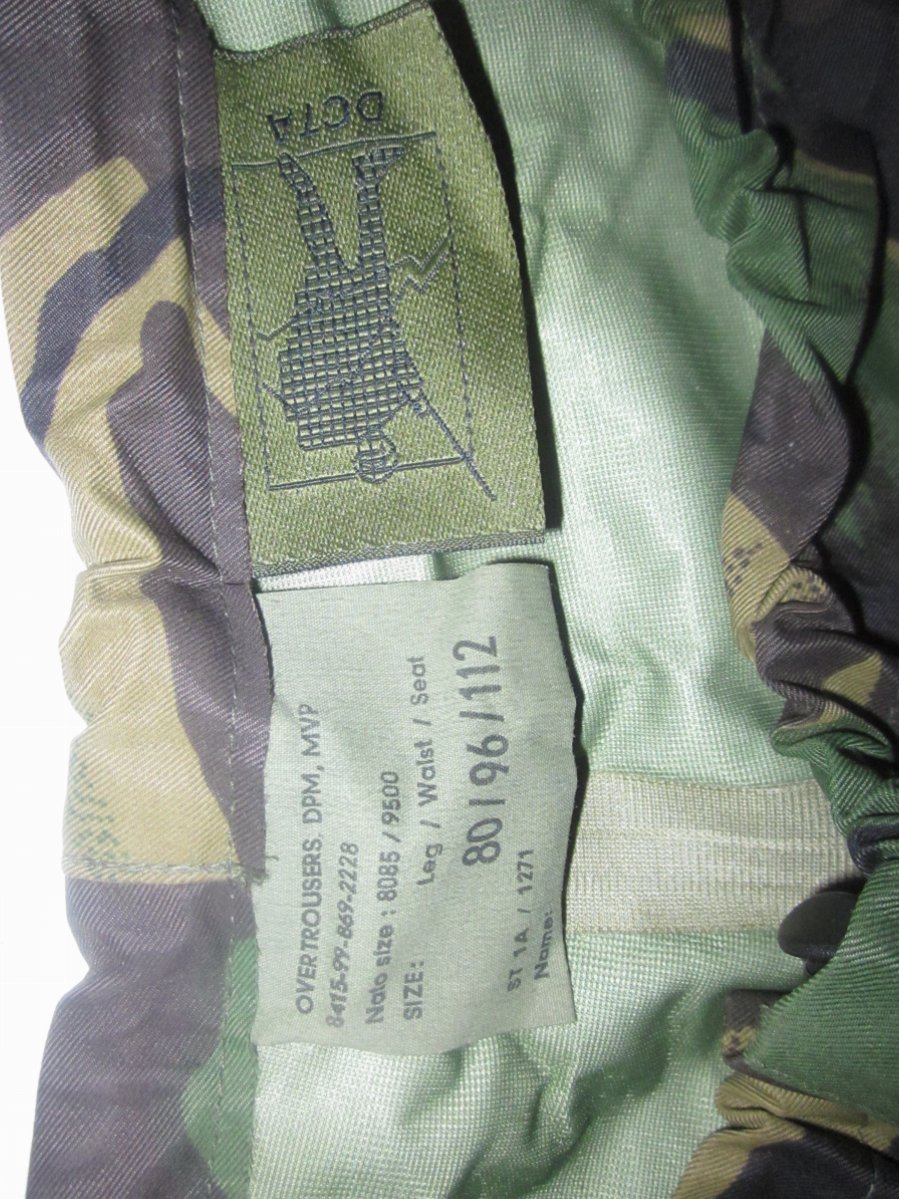 DC7A
OVERTROUSERS, DPM, MVP
8415-99-869-2228
Nato size : 8085 / 9500
SIZE : Leg / Waist / Seat
80 / 96 / 112
ST 1A / 1271
Name: